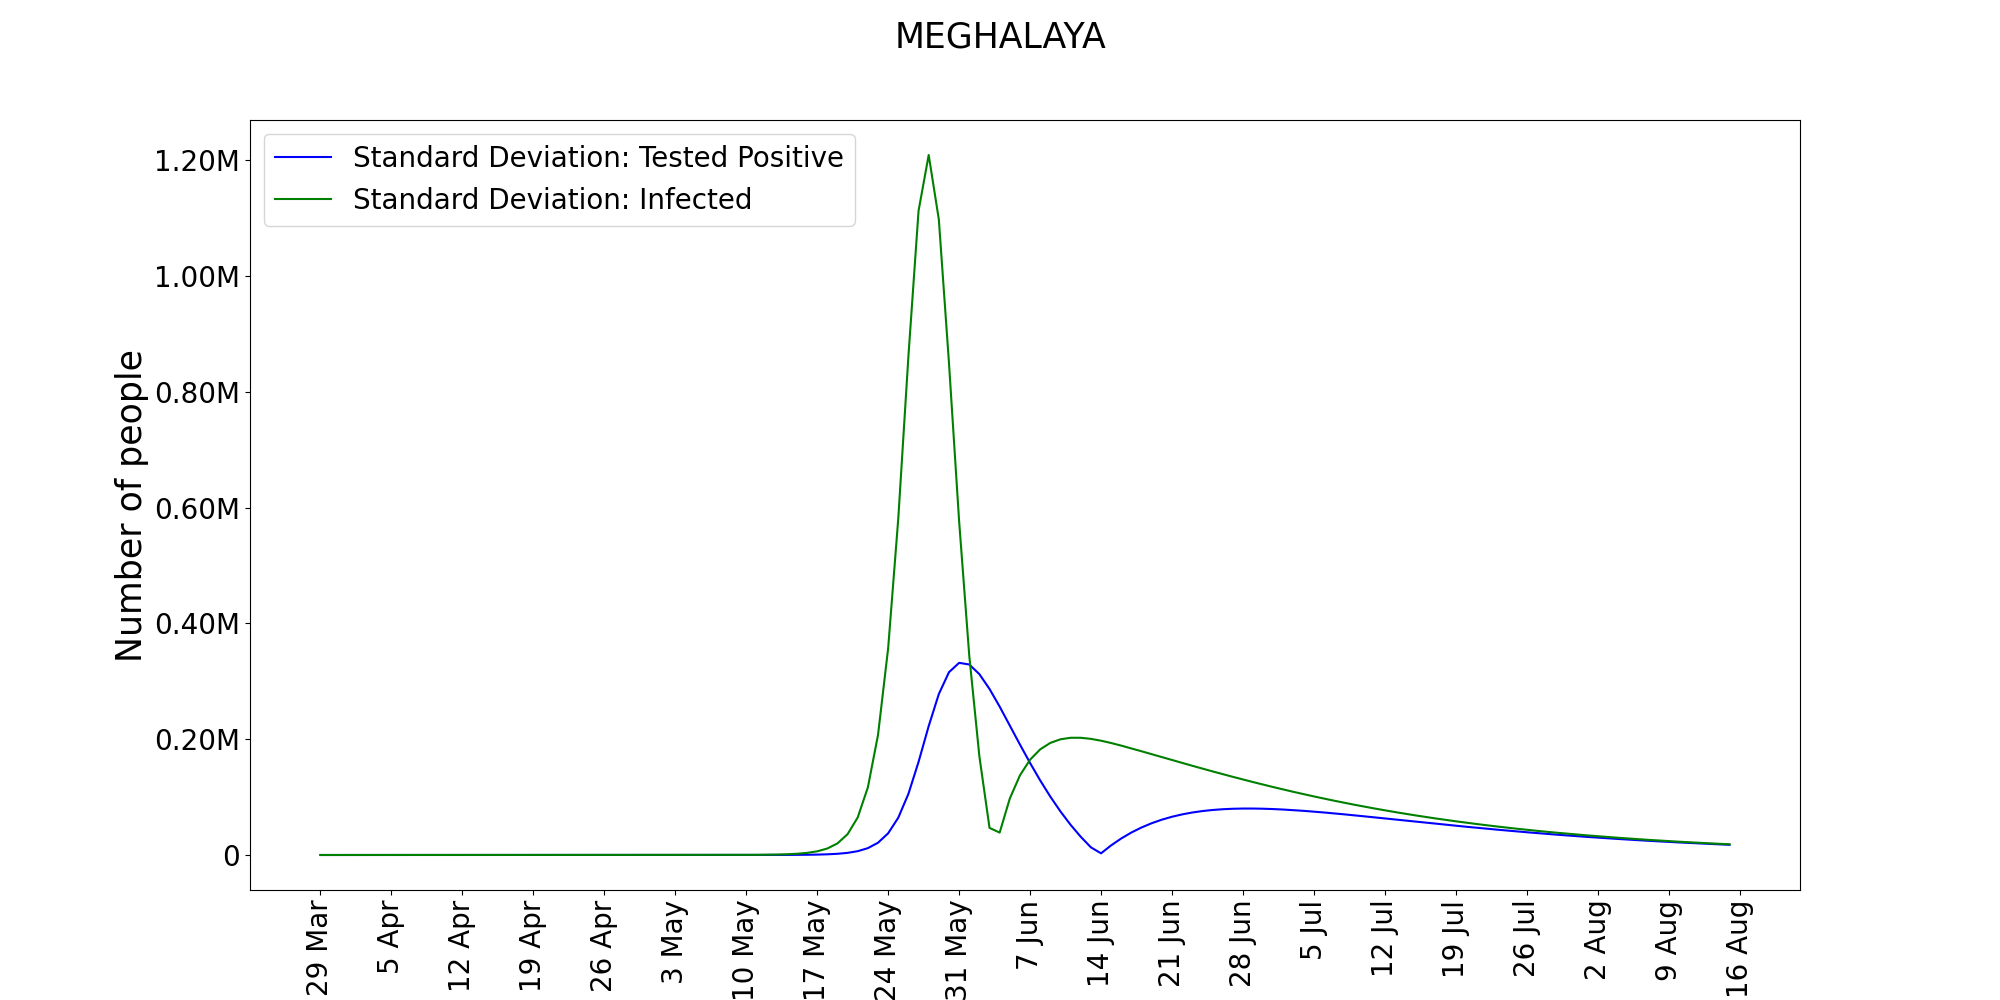 MEGHALAYA
Standard Deviation: Tested Positive
Standard Deviation: Infected
Number of people
1.20M
1.00M
0.80M
0.60M
0.40M
0.20M
0
29 Mar
5 Apr
12 Apr
19 Apr
26 Apr
3 May
10 May
17 May
24 May
31 May
7 Jun
14 Jun
21 Jun
28 Jun
5 Jul
12 Jul
19 Jul
26 Jul
2 Aug
9 Aug
16 Aug